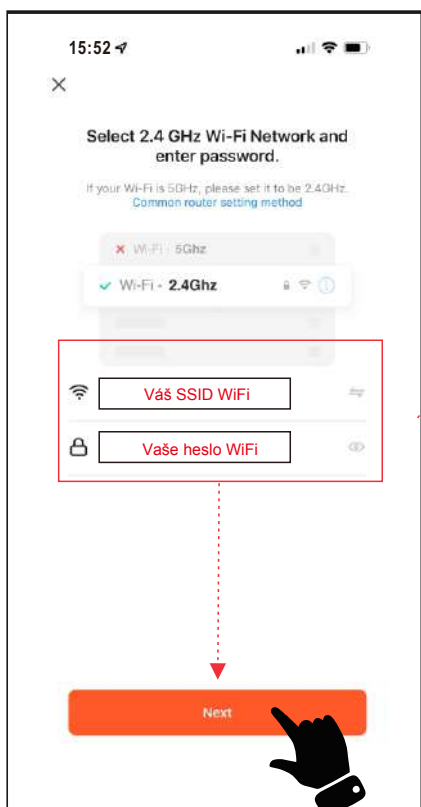 15:52
Select 2.4 GHz Wi-Fi Network and
enter password.
If your Wi-Fi is 5GHz, please set it to be 2.4GHz.
Common router setting method
Wi-Fi - 5Ghz
Wi-Fi - 2.4Ghz
Váš SSID WiFi
Vaše heslo WiFi
Next